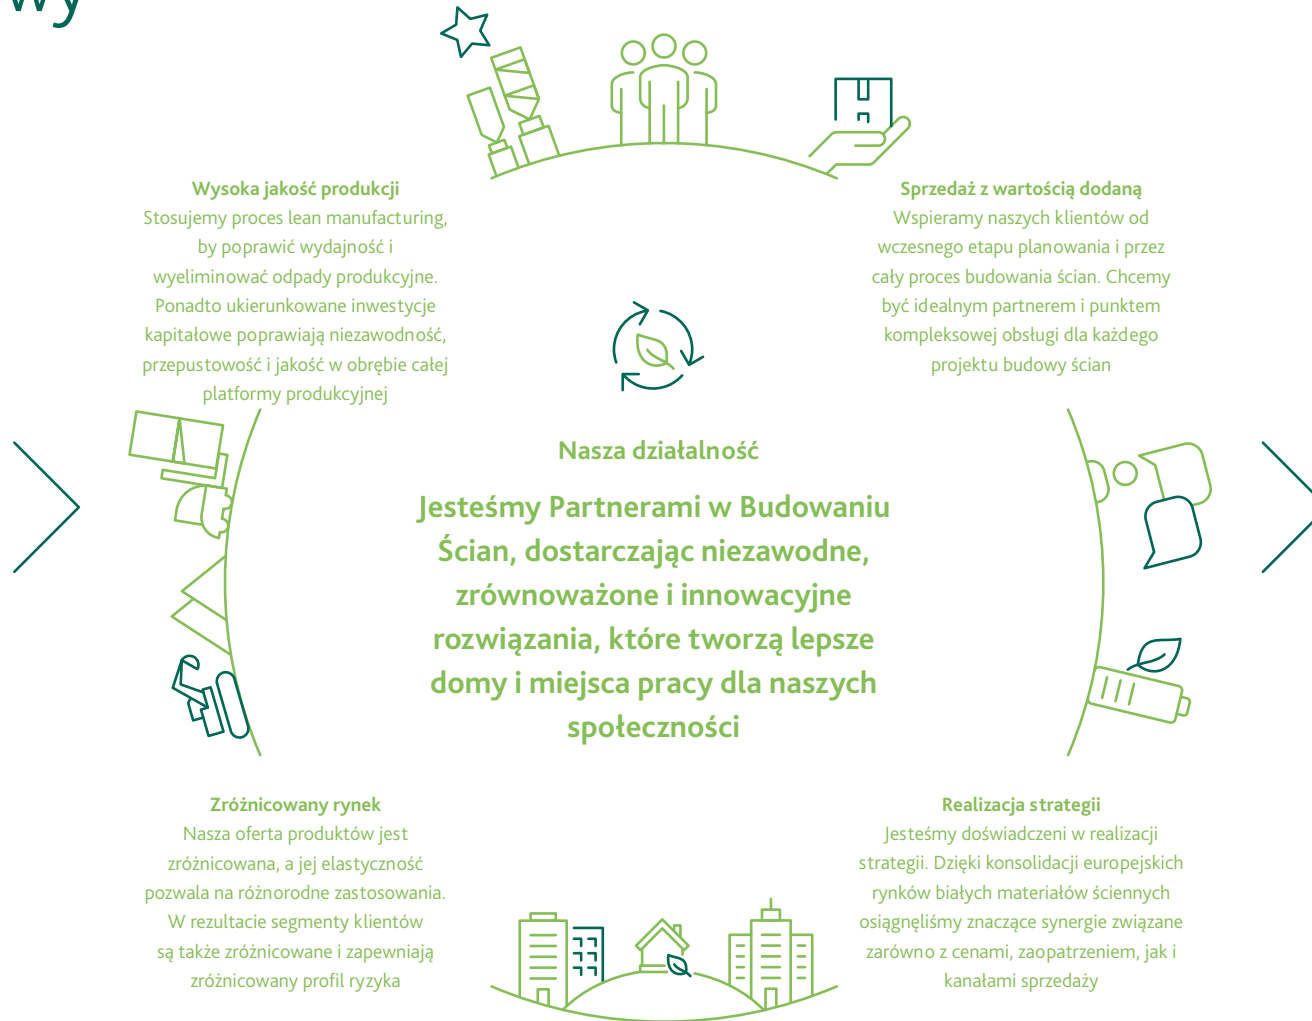 Wysoka jakość produkcji
Stosujemy proces lean manufacturing,
by poprawić wydajność i
wyeliminować odpady produkcyjne.
Ponadto ukierunkowane inwestycje
kapitałowe poprawiają niezawodność,
przepustowość i jakość w obrębie całej
platformy produkcyjnej
Sprzedaż z wartością dodaną
Wspieramy naszych klientów od
wczesnego etapu planowania i przez
cały proces budowania ścian. Chcemy
być idealnym partnerem i punktem
kompleksowej obsługi dla każdego
projektu budowy ścian
Nasza działalność
Jesteśmy Partnerami w Budowaniu
Ścian, dostarczając niezawodne,
zrównoważone i innowacyjne
rozwiązania, które tworzą lepsze
domy i miejsca pracy dla naszych
społeczności
Zróżnicowany rynek
Nasza oferta produktów jest
zróżnicowana, a jej elastyczność
pozwala na różnorodne zastosowania.
W rezultacie segmenty klientów
są także zróżnicowane i zapewniają
zróżnicowany profil ryzyka
Realizacja strategii
Jesteśmy doświadczeni w realizacji
strategii. Dzięki konsolidacji europejskich
rynków białych materiałów ściennych
osiągnęliśmy znaczące synergie związane
zarówno z cenami, zaopatrzeniem, jak i
kanałami sprzedaży